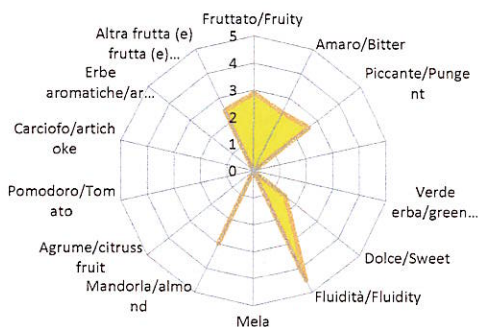 Fruttato/Fruity
Amaro/Bitter
Piccante/Punge
nt
Verde
erba/green...
Dolce/Sweet
Fluidità/Fluidity
Mela
Mandorla/almo
nd
Agrume/citruss
fruit
Pomodoro/Tom
ato
Carciofo/artich
oke
Erbe
aromatiche/ar...
Altra frutta (e)
frutta (e)...
5
4
3
2
1
0